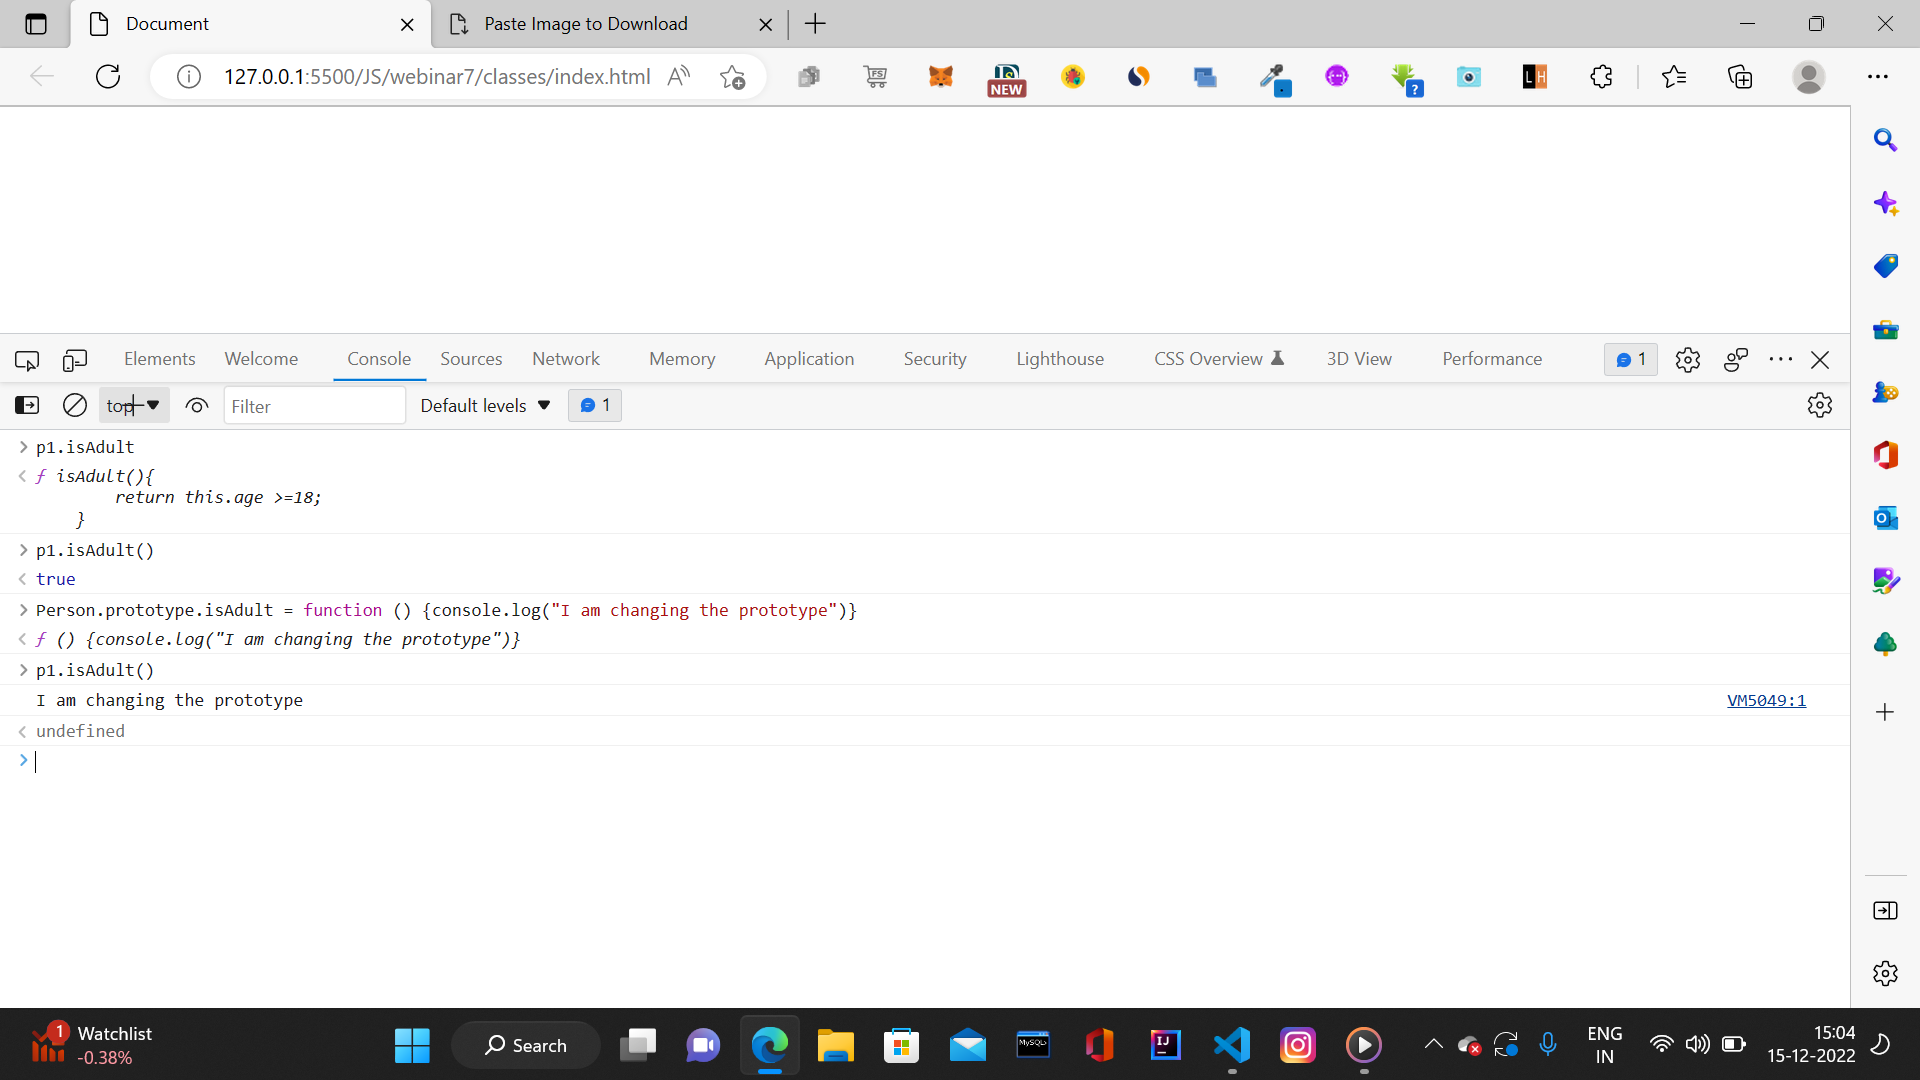 Document
Paste Image to Download
127.0.0.1:5500/JS/webinar7/classes/index.html
NEW
LH
?
Elements Welcome Console Sources Network Memory Application Security Lighthouse CSS Overview 3D View Performance 1
top Filter Default levels 1
p1.isAdult
ƒ isAdult(){
return this.age >=18;
}
p1.isAdult()
true
Person.prototype.isAdult = function () {console.log("I am changing the prototype")}
ƒ () {console.log("I am changing the prototype")}
p1.isAdult()
I am changing the prototype VM5049:1
undefined
1 Watchlist
-0.38%
Search
MySQL
IJ
ENG
IN
15:04
15-12-2022